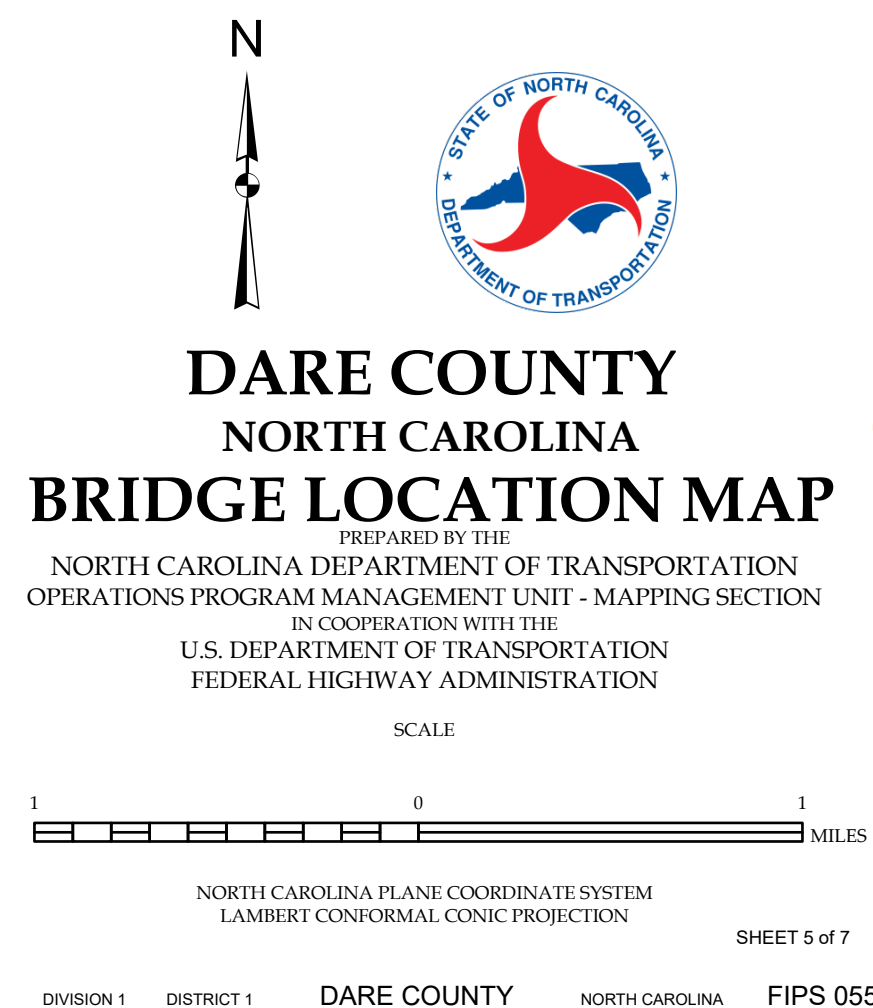 N
STATE OF NORTH CAROLINA
DEPARTMENT OF TRANSPORTATION
DARE COUNTY
NORTH CAROLINA
BRIDGE LOCATION MAP
PREPARED BY THE
NORTH CAROLINA DEPARTMENT OF TRANSPORTATION
OPERATIONS PROGRAM MANAGEMENT UNIT - MAPPING SECTION
IN COOPERATION WITH THE
U.S. DEPARTMENT OF TRANSPORTATION
FEDERAL HIGHWAY ADMINISTRATION
SCALE
1 0 1
MILES
NORTH CAROLINA PLANE COORDINATE SYSTEM
LAMBERT CONFORMAL CONIC PROJECTION
SHEET 5 of 7
DIVISION 1 DISTRICT 1 DARE COUNTY NORTH CAROLINA FIPS 055